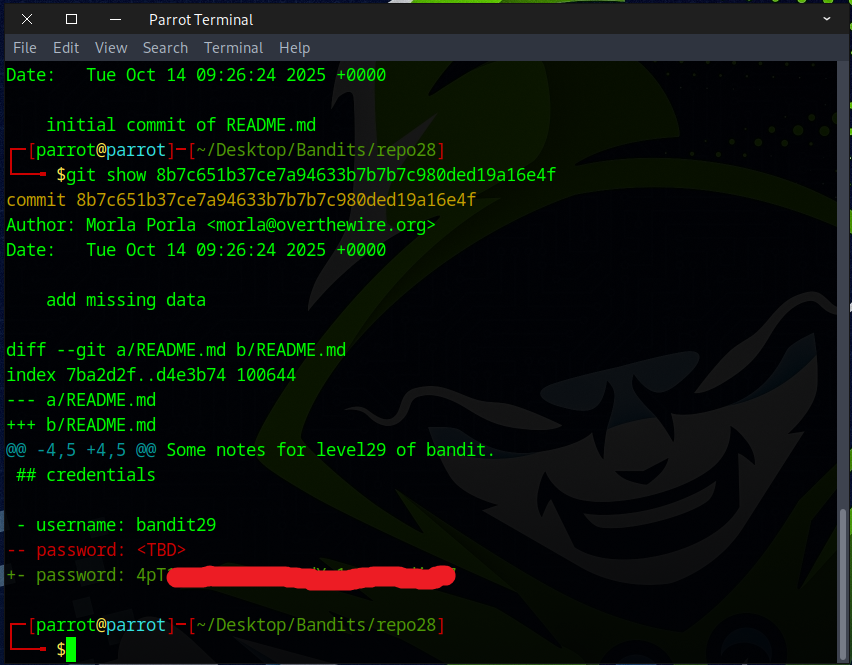 Parrot Terminal
File Edit View Search Terminal Help
Date:   Tue Oct 14 09:26:24 2025 +0000
    initial commit of README.md
[parrot@parrot]─[~/Desktop/Bandits/repo28]
$git show 8b7c651b37ce7a94633b7b7b7c980ded19a16e4f
commit 8b7c651b37ce7a94633b7b7b7c980ded19a16e4f
Author: Morla Porla <morla@overthewire.org>
Date:   Tue Oct 14 09:26:24 2025 +0000
    add missing data
diff --git a/README.md b/README.md
index 7ba2d2f..d4e3b74 100644
--- a/README.md
+++ b/README.md
@@ -4,5 +4,5 @@ Some notes for level29 of bandit.
 ## credentials
 - username: bandit29
-- password: <TBD>
+- password:
[parrot@parrot]─[~/Desktop/Bandits/repo28]
$